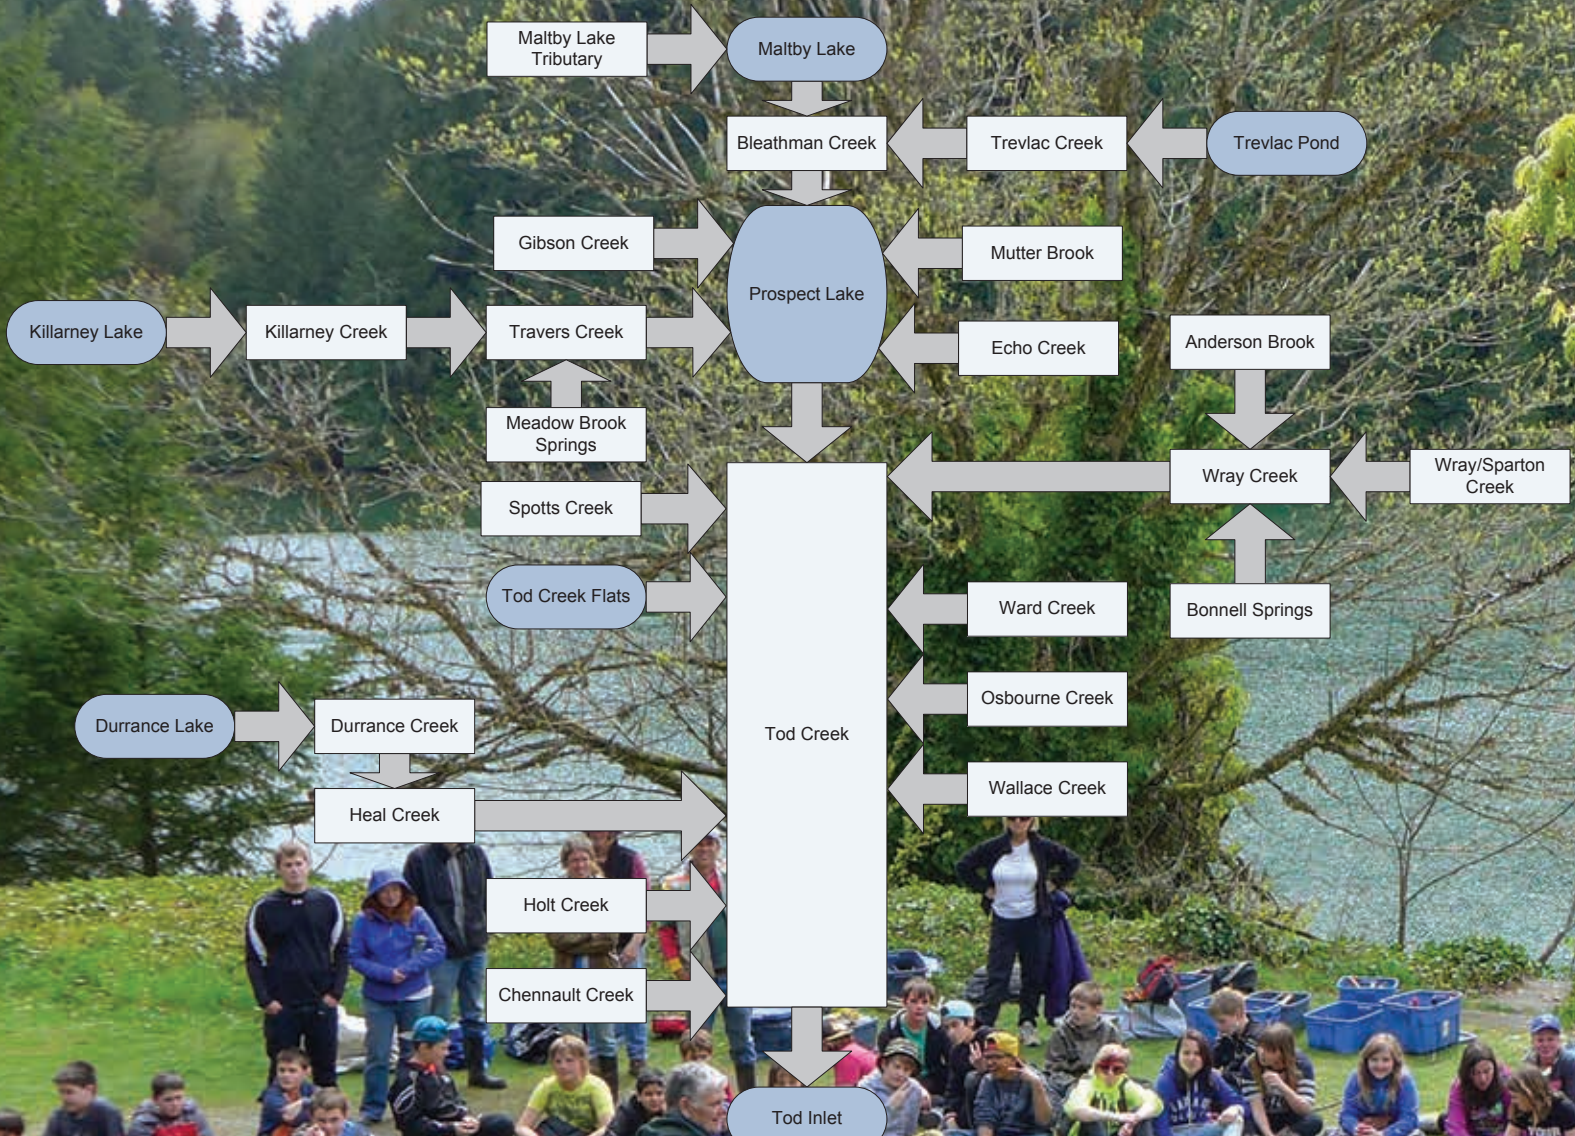 Maltby Lake
Tributary
Maltby Lake
Bleathman Creek
Trevlac Creek
Trevlac Pond
Gibson Creek
Mutter Brook
Prospect Lake
Killarney Lake
Killarney Creek
Travers Creek
Echo Creek
Anderson Brook
Meadow Brook
Springs
Wray Creek
Wray/Sparton
Creek
Spotts Creek
Tod Creek Flats
Ward Creek
Bonnell Springs
Osbourne Creek
Durrance Lake
Durrance Creek
Tod Creek
Wallace Creek
Heal Creek
Holt Creek
Chennault Creek
Tod Inlet